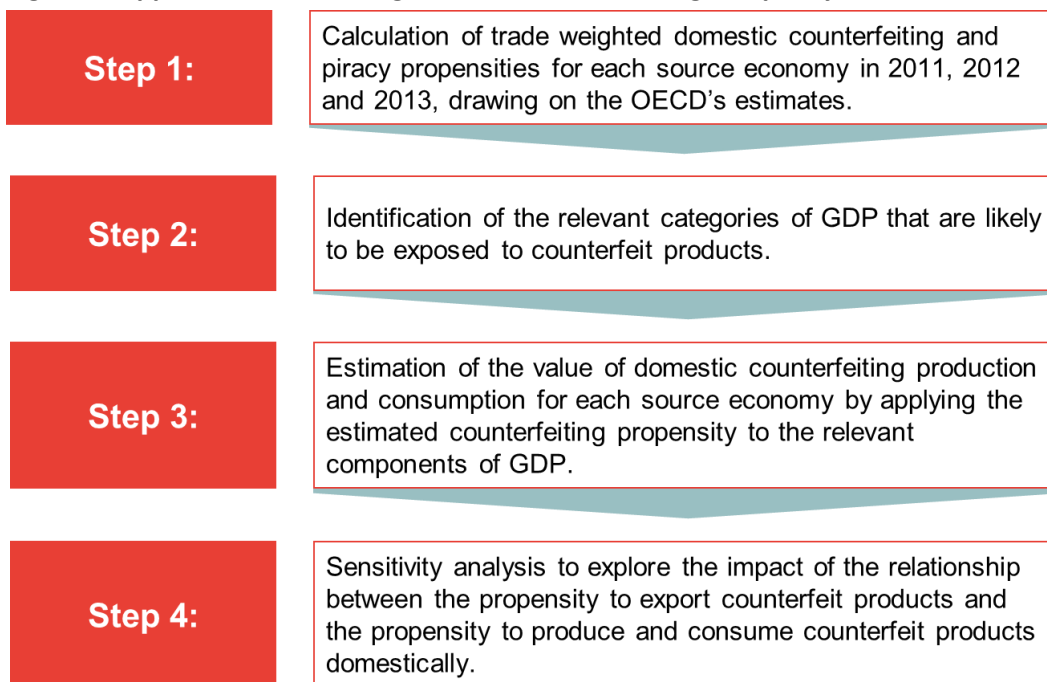 Step 1:
Calculation of trade weighted domestic counterfeiting and
piracy propensities for each source economy in 2011, 2012
and 2013, drawing on the OECD's estimates.
Step 2:
Identification of the relevant categories of GDP that are likely
to be exposed to counterfeit products.
Step 3:
Estimation of the value of domestic counterfeiting production
and consumption for each source economy by applying the
estimated counterfeiting propensity to the relevant
components of GDP.
Step 4:
Sensitivity analysis to explore the impact of the relationship
between the propensity to export counterfeit products and
the propensity to produce and consume counterfeit products
domestically.